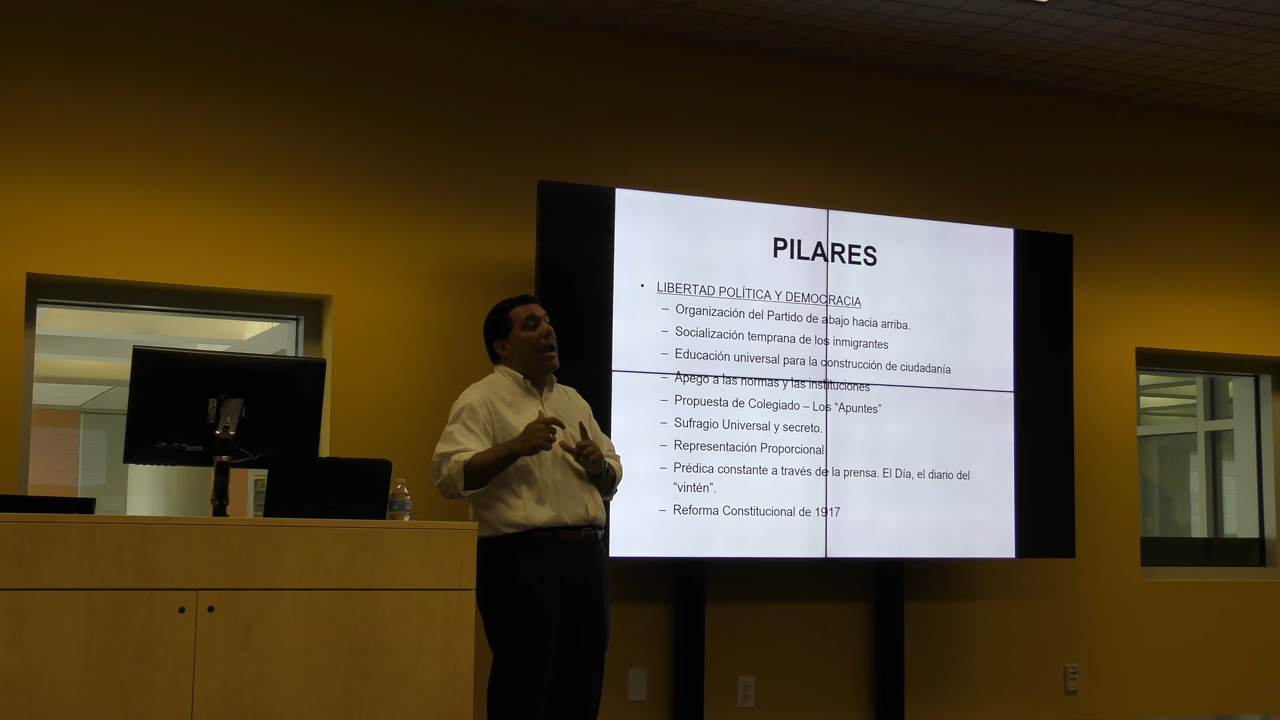 PILARES
• LIBERTAD POLÍTICA Y DEMOCRACIA
– Organización del Partido de abajo hacia arriba.
– Socialización temprana de los inmigrantes
– Educación universal para la construcción de ciudadanía
– Apego a las normas y las instituciones
– Propuesta de Colegiado – Los “Apuntes”
– Sufragio Universal y secreto.
– Representación Proporcional
– Prédica constante a través de la prensa. El Día, el diario del
“vintén”.
– Reforma Constitucional de 1917